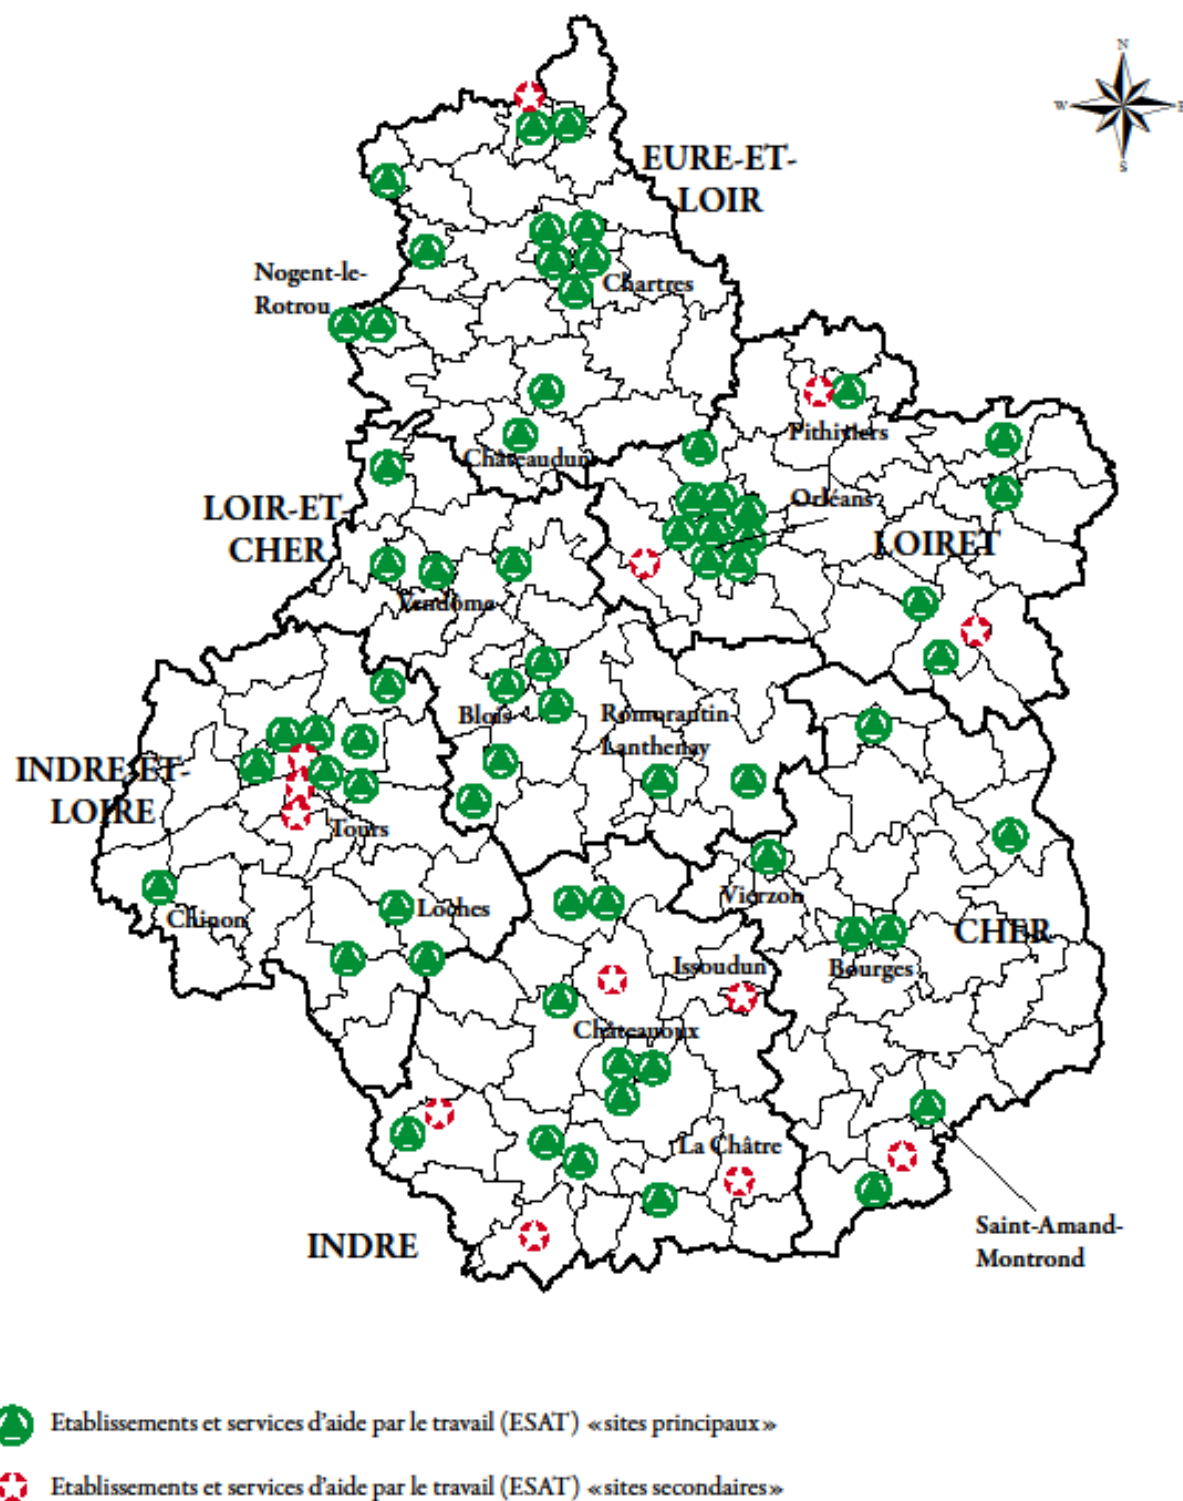 N
W
E
S
EURE-ET-
LOIR
Nogent-le-
Rotrou
Chartres
Pithiviers
Châteaudun
LOIR-ET-
CHER
Orléans
LOIRET
Vendôme
Blois
Romorantin-
Lanthenay
INDRE-ET-
LOIRE
Tours
Chinon
Loches
Vierzon
CHER
Bourges
Issoudun
Châteauoux
La Châtre
Saint-Amand-
Montrond
INDRE
Etablissements et services d'aide par le travail (ESAT) «sites principaux»
Etablissements et services d'aide par le travail (ESAT) «sites secondaires»